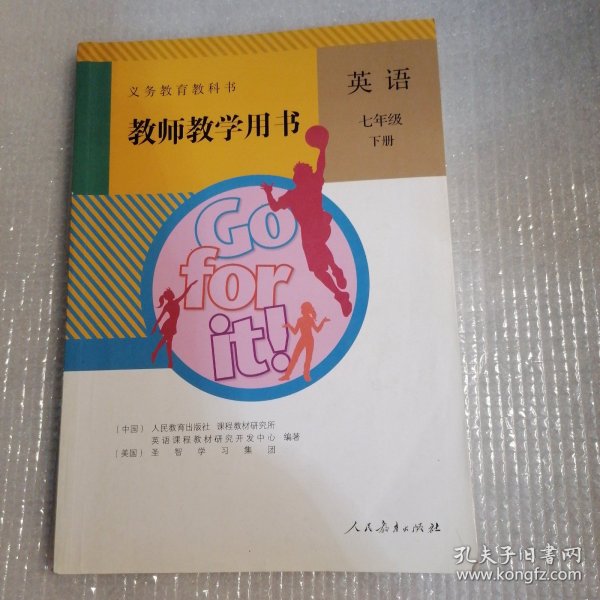 义务教育教科书
教师教学用书
英语
七年级
下册
Go
for
it!
〔中国〕 人民教育出版社 课程教材研究所
英语课程教材研究开发中心 编著
〔美国〕 圣智学习集团
人民教育出版社
孔夫子旧书网
www.kongfz.com